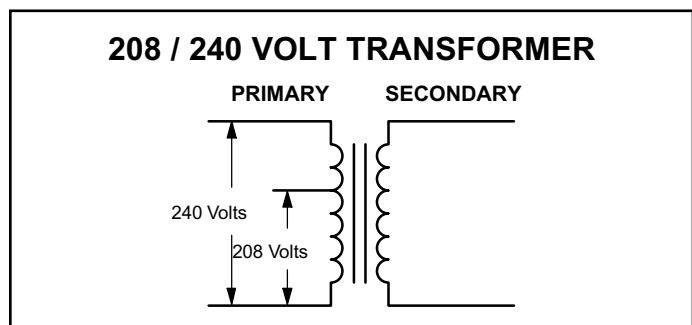 208 / 240 VOLT TRANSFORMER
PRIMARY SECONDARY
240 Volts
208 Volts